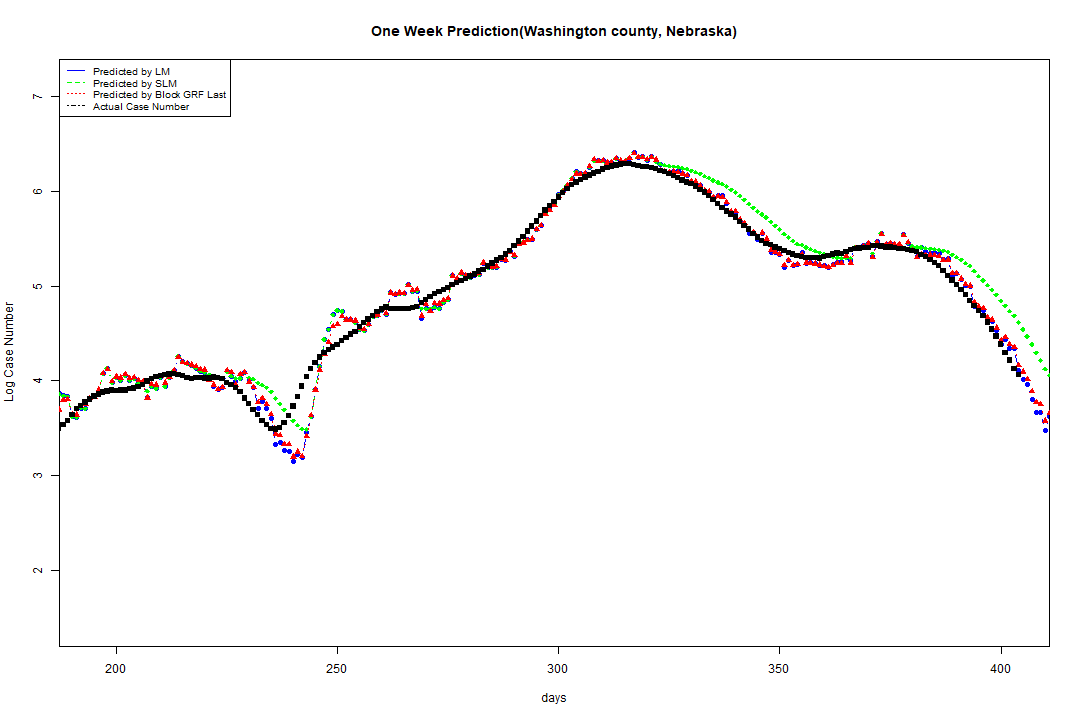 One Week Prediction(Washington county, Nebraska)
Predicted by LM
Predicted by SLM
Predicted by Block GRF Last
Actual Case Number
7
6
5
4
3
2
Log Case Number
200 250 300 350 400
days